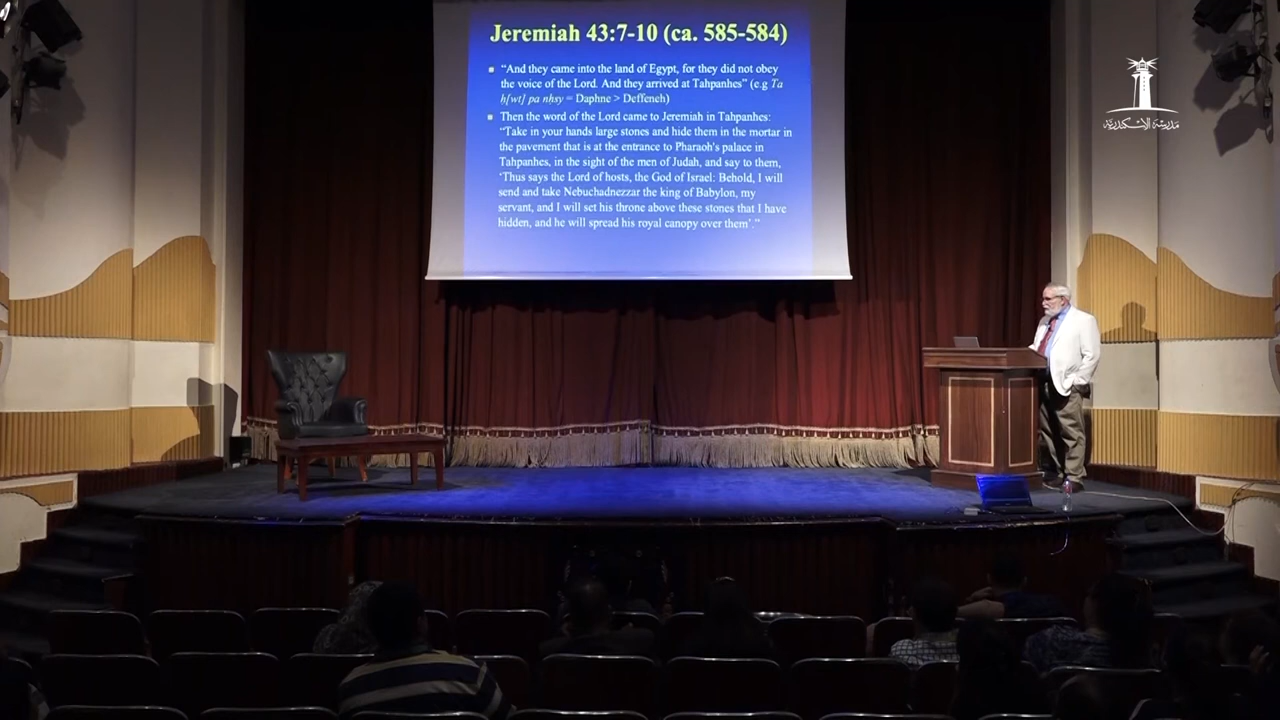 Jeremiah 43:7-10 (ca. 585-584)
“And they came into the land of Egypt, for they did not obey
the voice of the Lord. And they arrived at Tahpanhes” (e.g Ta
ḥ[wt] pa nḥsy = Daphne > Deffeneh)
Then the word of the Lord came to Jeremiah in Tahpanhes:
“Take in your hands large stones and hide them in the mortar in
the pavement that is at the entrance to Pharaoh's palace in
Tahpanhes, in the sight of the men of Judah, and say to them,
‘Thus says the Lord of hosts, the God of Israel: Behold, I will
send and take Nebuchadnezzar the king of Babylon, my
servant, and I will set his throne above these stones that I have
hidden, and he will spread his royal canopy over them’.”
مدرسة الإسكندرية